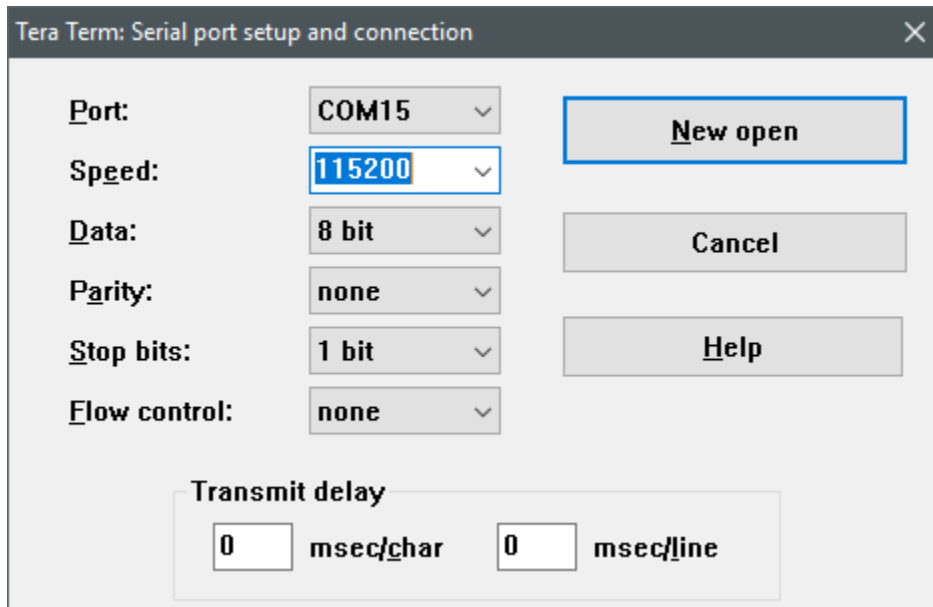 Tera Term: Serial port setup and connection
Port: COM15 New open
Speed: 115200
Data: 8 bit Cancel
Parity: none
Stop bits: 1 bit Help
Flow control: none
Transmit delay
0 msec/char 0 msec/line